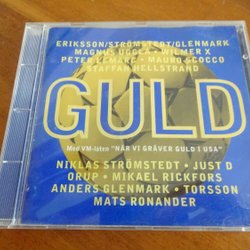 ERIKSSON/STRÖMSTEDT/GLENMARK
MAGNUS UGGLA • WILMER X
PETER LEMARC • MAURO SCOCCO
STAFFAN HELLSTRAND
GULD
Med VM-låten "NÄR VI GRÄVER GULD I USA"
NIKLAS STRÖMSTEDT • JUST D
ORUP • MIKAEL RICKFORS
ANDERS GLENMARK • TORSSON
MATS RONANDER